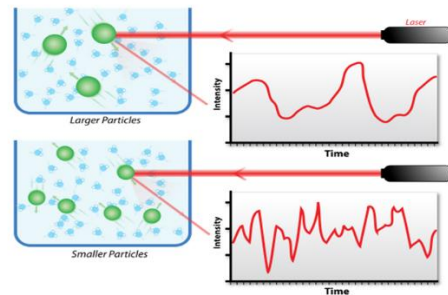 Laser
Intensity
Time
Larger Particles
Intensity
Time
Smaller Particles